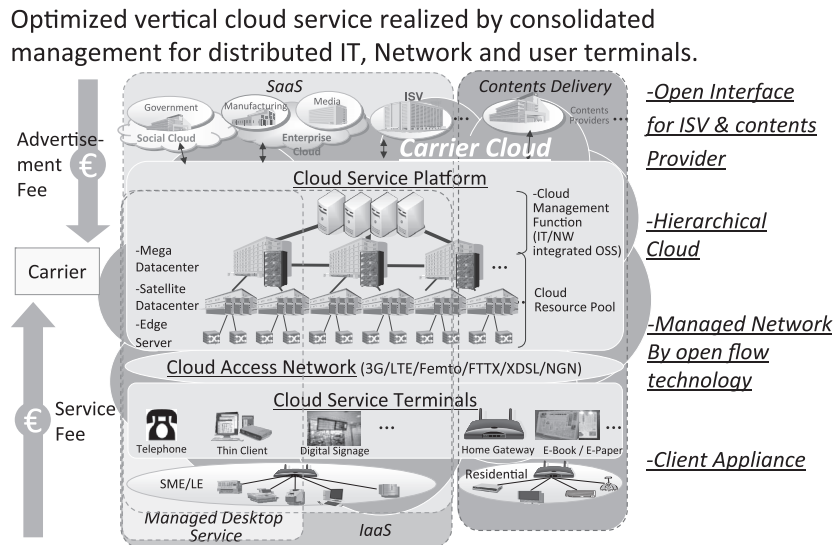 Optimized vertical cloud service realized by consolidated
management for distributed IT, Network and user terminals.
SaaS
Government
Social Cloud
Manufacturing
Media
Enterprise
Cloud
ISV
...
Contents Delivery
Contents
Providers
...
Carrier Cloud
Advertise-
ment
Fee
€
Carrier
€
Service
Fee
Cloud Service Platform
-Cloud
Management
Function
(IT/NW
integrated OSS)
-Mega
Datacenter
...
-Satellite
Datacenter
...
-Edge
Server
Cloud
Resource Pool
Cloud Access Network (3G/LTE/Femto/FTTX/XDSL/NGN)
Cloud Service Terminals
Telephone
Thin Client
Digital Signage
...
Home Gateway
E-Book / E-Paper
...
SME/LE
Residential
Managed Desktop
Service
IaaS
-Open Interface
for ISV & contents
Provider
-Hierarchical
Cloud
-Managed Network
By open flow
technology
-Client Appliance